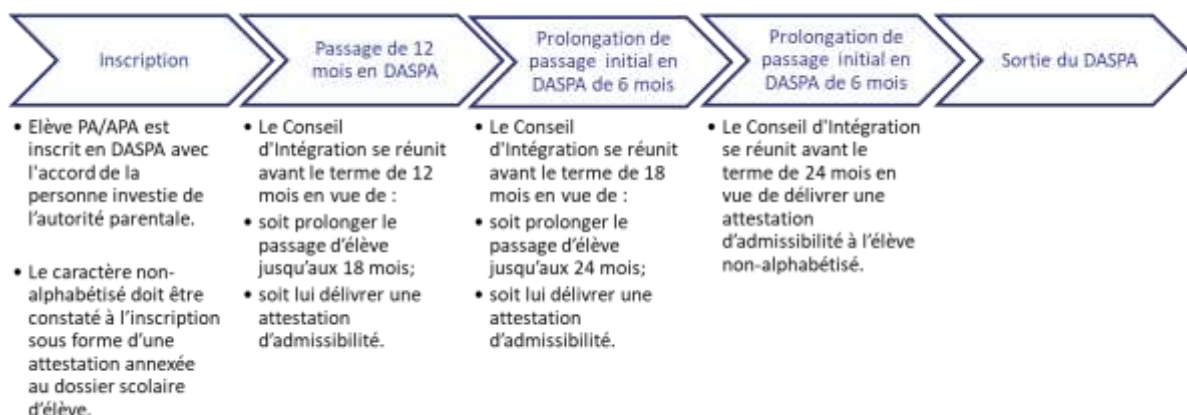 Inscription
Passage de 12
mois en DASPA
Prolongation de
passage initial en
DASPA de 6 mois
Prolongation de
passage initial en
DASPA de 6 mois
Sortie du DASPA
• Elève PA/APA est
inscrit en DASPA avec
l'accord de la
personne investie de
l'autorité parentale.
• Le caractère non-
alphabétisé doit être
constaté à l'inscription
sous forme d'une
attestation annexée
au dossier scolaire
d'élève.
• Le Conseil
d'Intégration se réunit
avant le terme de 12
mois en vue de :
• soit prolonger le
passage d'élève
jusqu'aux 18 mois;
• soit lui délivrer une
attestation
d'admissibilité.
• Le Conseil
d'Intégration se réunit
avant le terme de 18
mois en vue de :
• soit prolonger le
passage d'élève
jusqu'aux 24 mois;
• soit lui délivrer une
attestation
d'admissibilité.
• Le Conseil d'Intégration
se réunit avant le
terme de 24 mois en
vue de délivrer une
attestation
d'admissibilité à l'élève
non-alphabétisé.